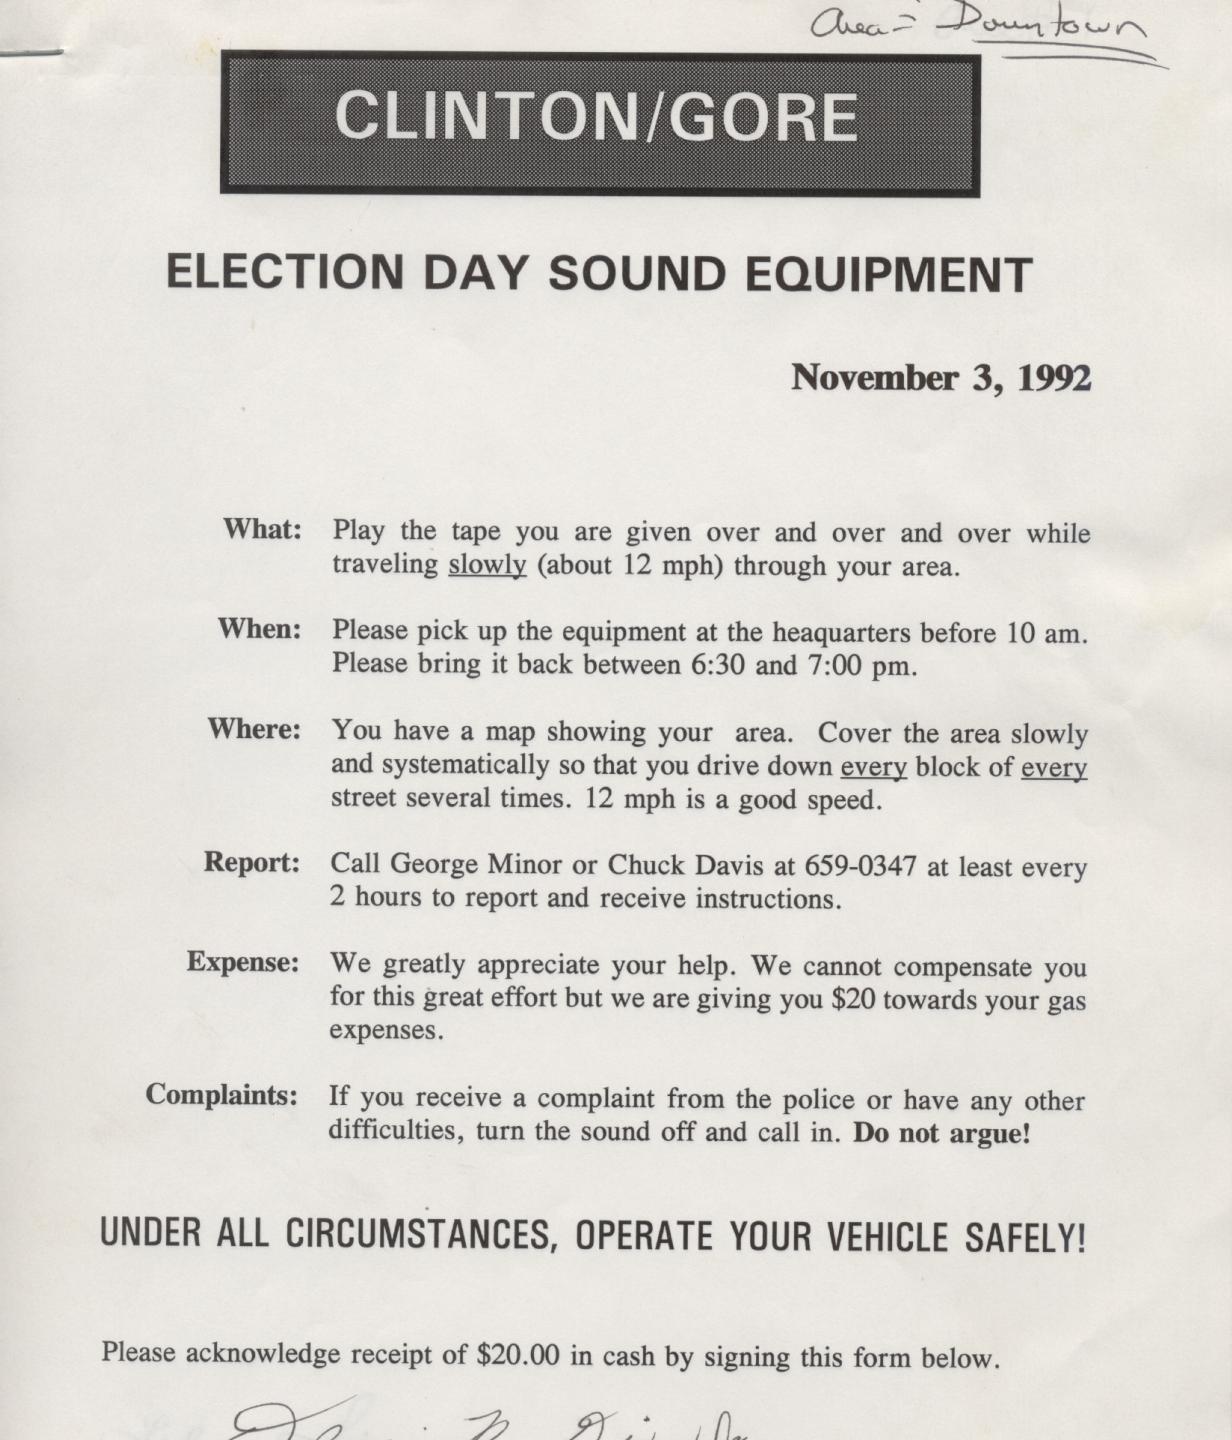 Area = Downtown
CLINTON/GORE
ELECTION DAY SOUND EQUIPMENT
November 3, 1992
What: Play the tape you are given over and over and over while
traveling slowly (about 12 mph) through your area.
When: Please pick up the equipment at the heaquarters before 10 am.
Please bring it back between 6:30 and 7:00 pm.
Where: You have a map showing your area. Cover the area slowly
and systematically so that you drive down every block of every
street several times. 12 mph is a good speed.
Report: Call George Minor or Chuck Davis at 659-0347 at least every
2 hours to report and receive instructions.
Expense: We greatly appreciate your help. We cannot compensate you
for this great effort but we are giving you $20 towards your gas
expenses.
Complaints: If you receive a complaint from the police or have any other
difficulties, turn the sound off and call in. Do not argue!
UNDER ALL CIRCUMSTANCES, OPERATE YOUR VEHICLE SAFELY!
Please acknowledge receipt of $20.00 in cash by signing this form below.